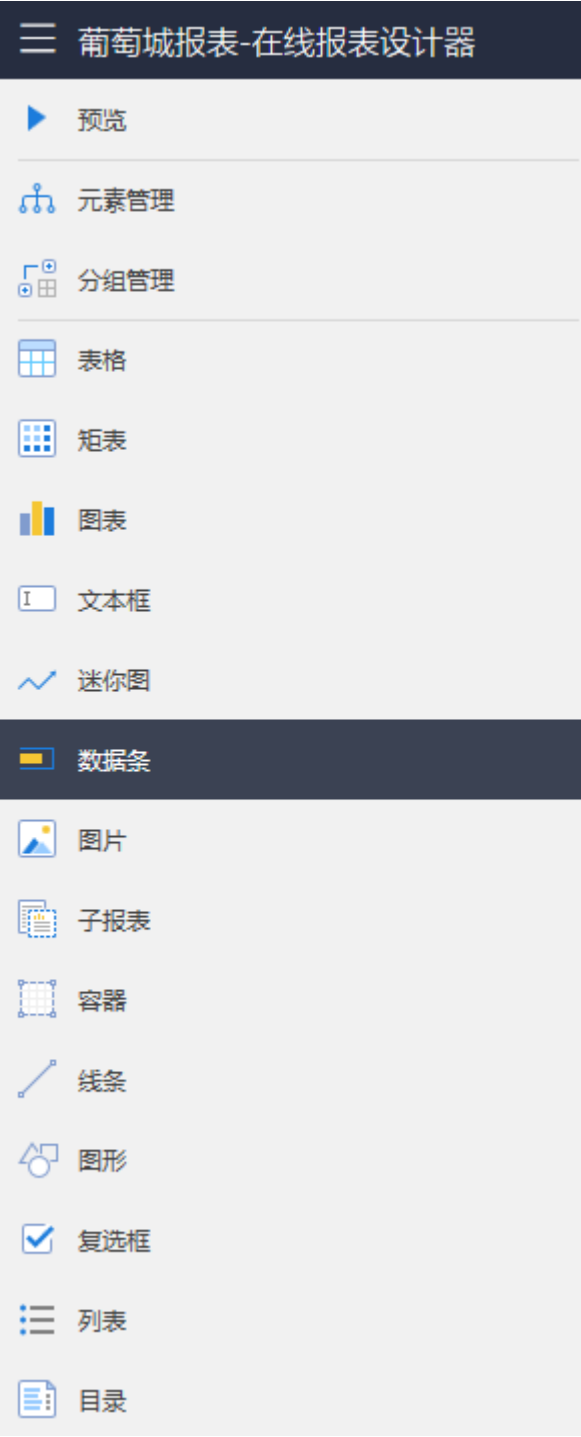 葡萄城报表-在线报表设计器
预览
元素管理
分组管理
表格
矩表
图表
文本框
迷你图
数据条
图片
子报表
容器
线条
图形
复选框
列表
目录